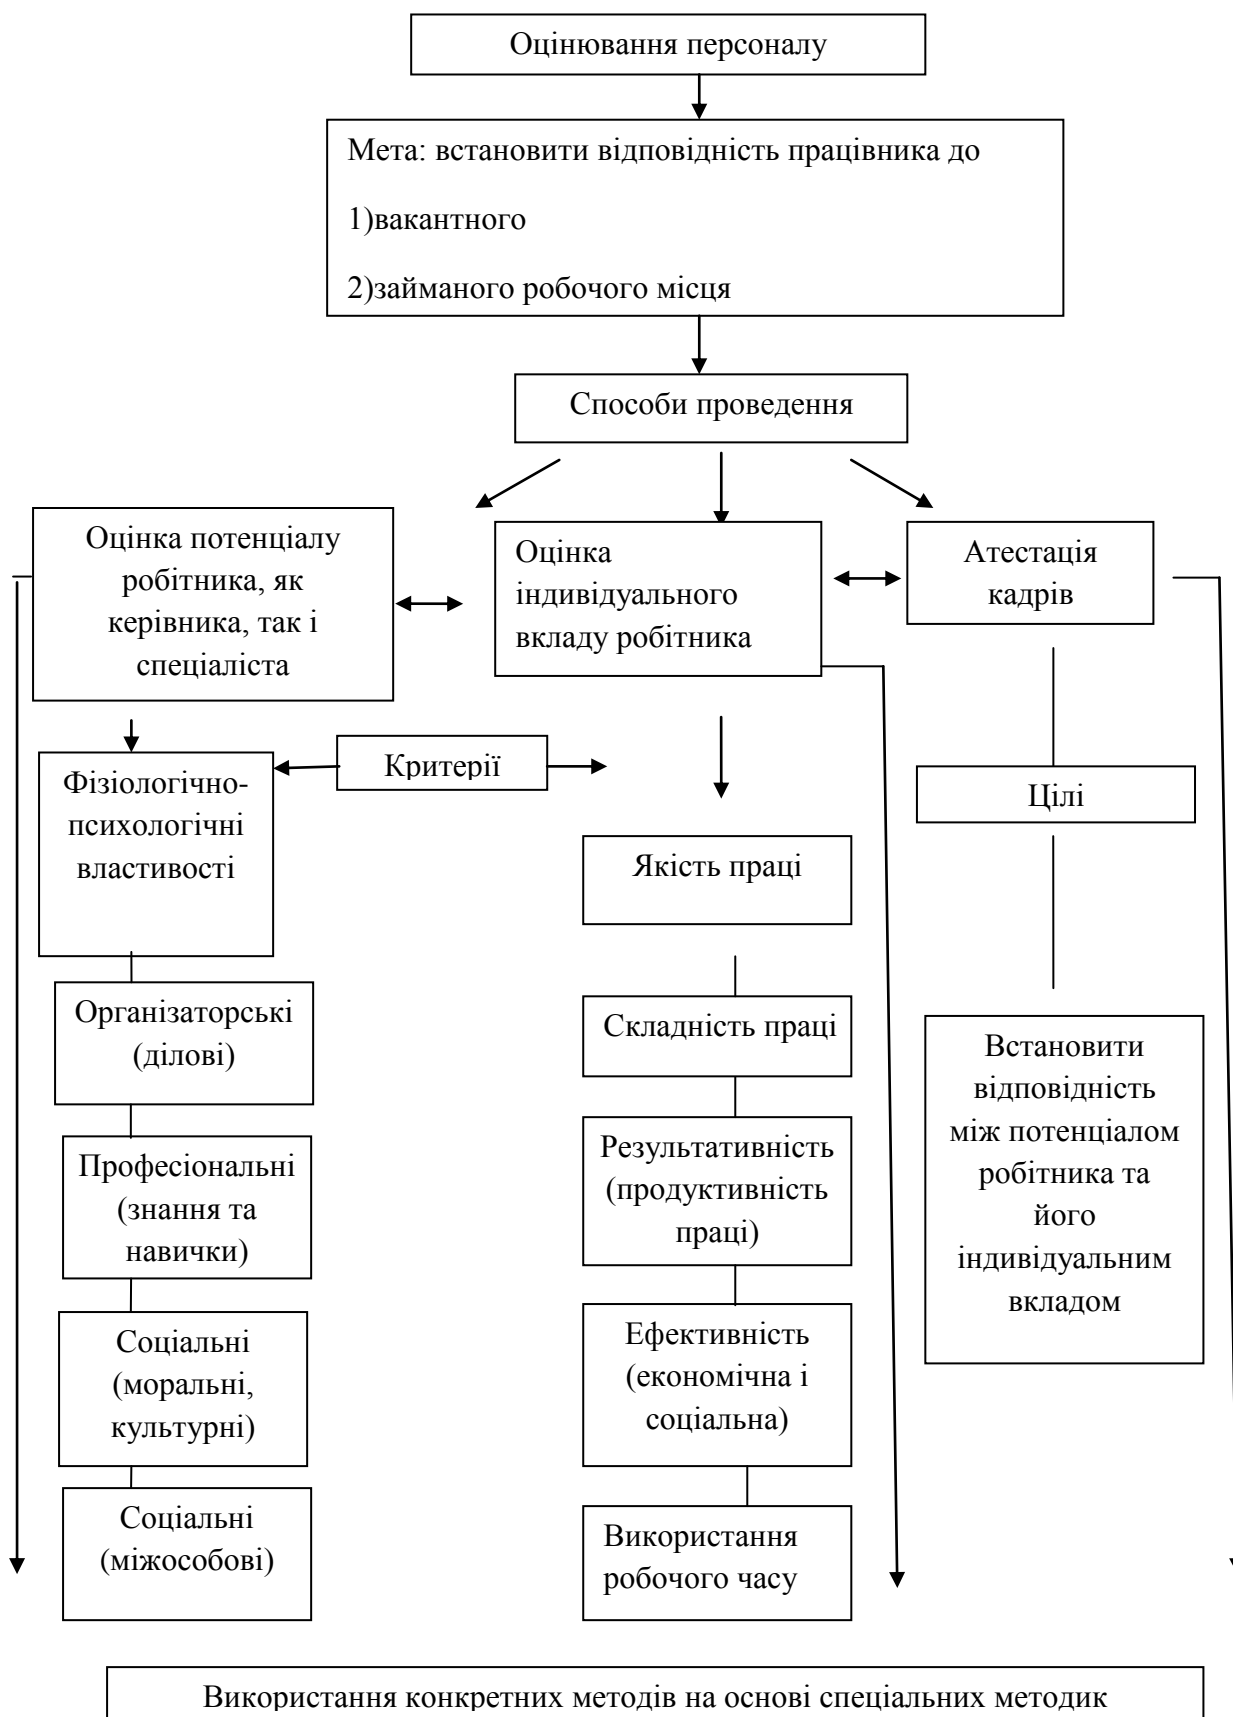 Оцінювання персоналу
Мета: встановити відповідність працівника до
1)вакантного
2)займаного робочого місця
Способи проведення
Оцінка потенціалу
робітника, як
керівника, так і
спеціаліста
Оцінка
індивідуального
вкладу робітника
Атестація
кадрів
Критерії
Фізіологічно-
психологічні
властивості
Організаторські
(ділові)
Професіональні
(знання та
навички)
Соціальні
(моральні,
культурні)
Соціальні
(міжособові)
Якість праці
Складність праці
Результативність
(продуктивність
праці)
Ефективність
(економічна і
соціальна)
Використання
робочого часу
Цілі
Встановити
відповідність
між потенціалом
робітника та
його
індивідуальним
вкладом
Використання конкретних методів на основі спеціальних методик